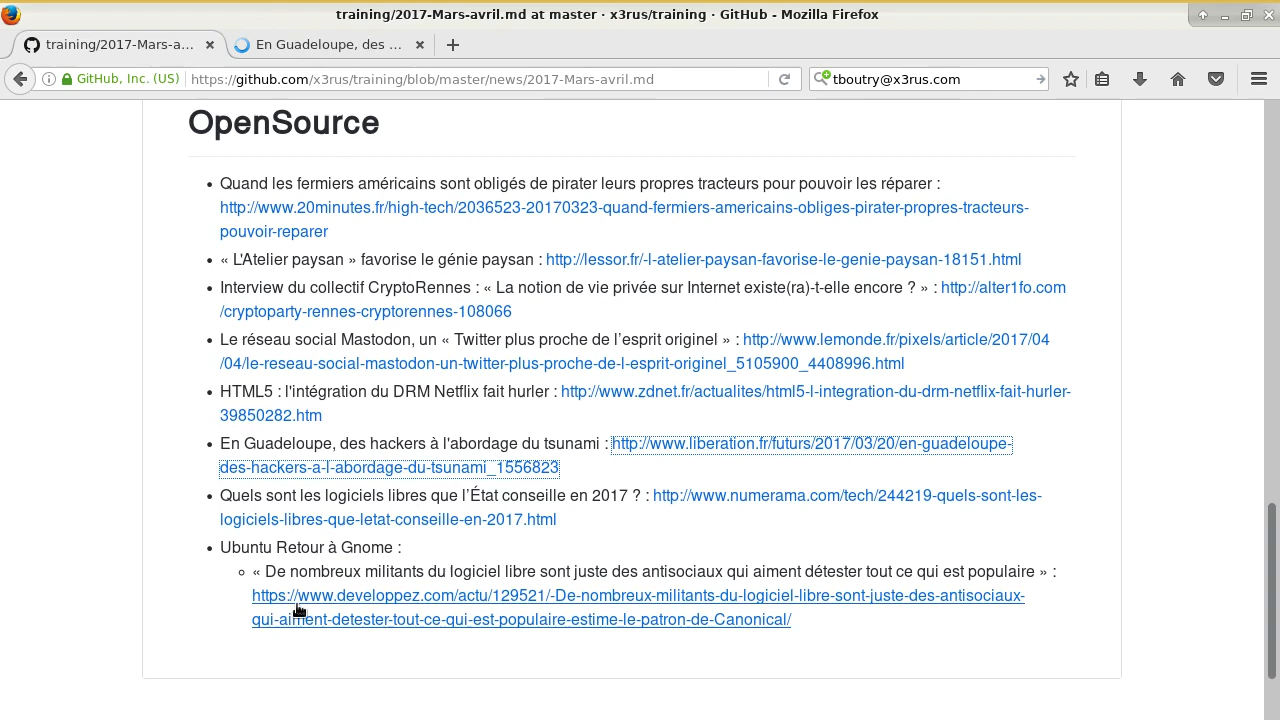 training/2017-Mars-avril.md at master · x3rus/training · GitHub - Mozilla Firefox
training/2017-Mars-a...
En Guadeloupe, des ...
GitHub, Inc. (US)
https://github.com/x3rus/training/blob/master/news/2017-Mars-avril.md
tboutry@x3rus.com
OpenSource
Quand les fermiers américains sont obligés de pirater leurs propres tracteurs pour pouvoir les réparer :
http://www.20minutes.fr/high-tech/2036523-20170323-quand-fermiers-americains-obliges-pirater-propres-tracteurs-
pouvoir-reparer
« L'Atelier paysan » favorise le génie paysan : http://lessor.fr/-l-atelier-paysan-favorise-le-genie-paysan-18151.html
Interview du collectif CryptoRennes : « La notion de vie privée sur Internet existe(ra)-t-elle encore ? » : http://alter1fo.com
/cryptoparty-rennes-cryptorennes-108066
Le réseau social Mastodon, un « Twitter plus proche de l’esprit originel » : http://www.lemonde.fr/pixels/article/2017/04
/04/le-reseau-social-mastodon-un-twitter-plus-proche-de-l-esprit-originel_5105900_4408996.html
HTML5 : l'intégration du DRM Netflix fait hurler : http://www.zdnet.fr/actualites/html5-l-integration-du-drm-netflix-fait-hurler-
39850282.htm
En Guadeloupe, des hackers à l'abordage du tsunami : http://www.liberation.fr/futurs/2017/03/20/en-guadeloupe-
des-hackers-a-l-abordage-du-tsunami_1556823
Quels sont les logiciels libres que l’État conseille en 2017 ? : http://www.numerama.com/tech/244219-quels-sont-les-
logiciels-libres-que-letat-conseille-en-2017.html
Ubuntu Retour à Gnome :
« De nombreux militants du logiciel libre sont juste des antisociaux qui aiment détester tout ce qui est populaire » :
https://www.developpez.com/actu/129521/-De-nombreux-militants-du-logiciel-libre-sont-juste-des-antisociaux-
qui-aiment-detester-tout-ce-qui-est-populaire-estime-le-patron-de-Canonical/